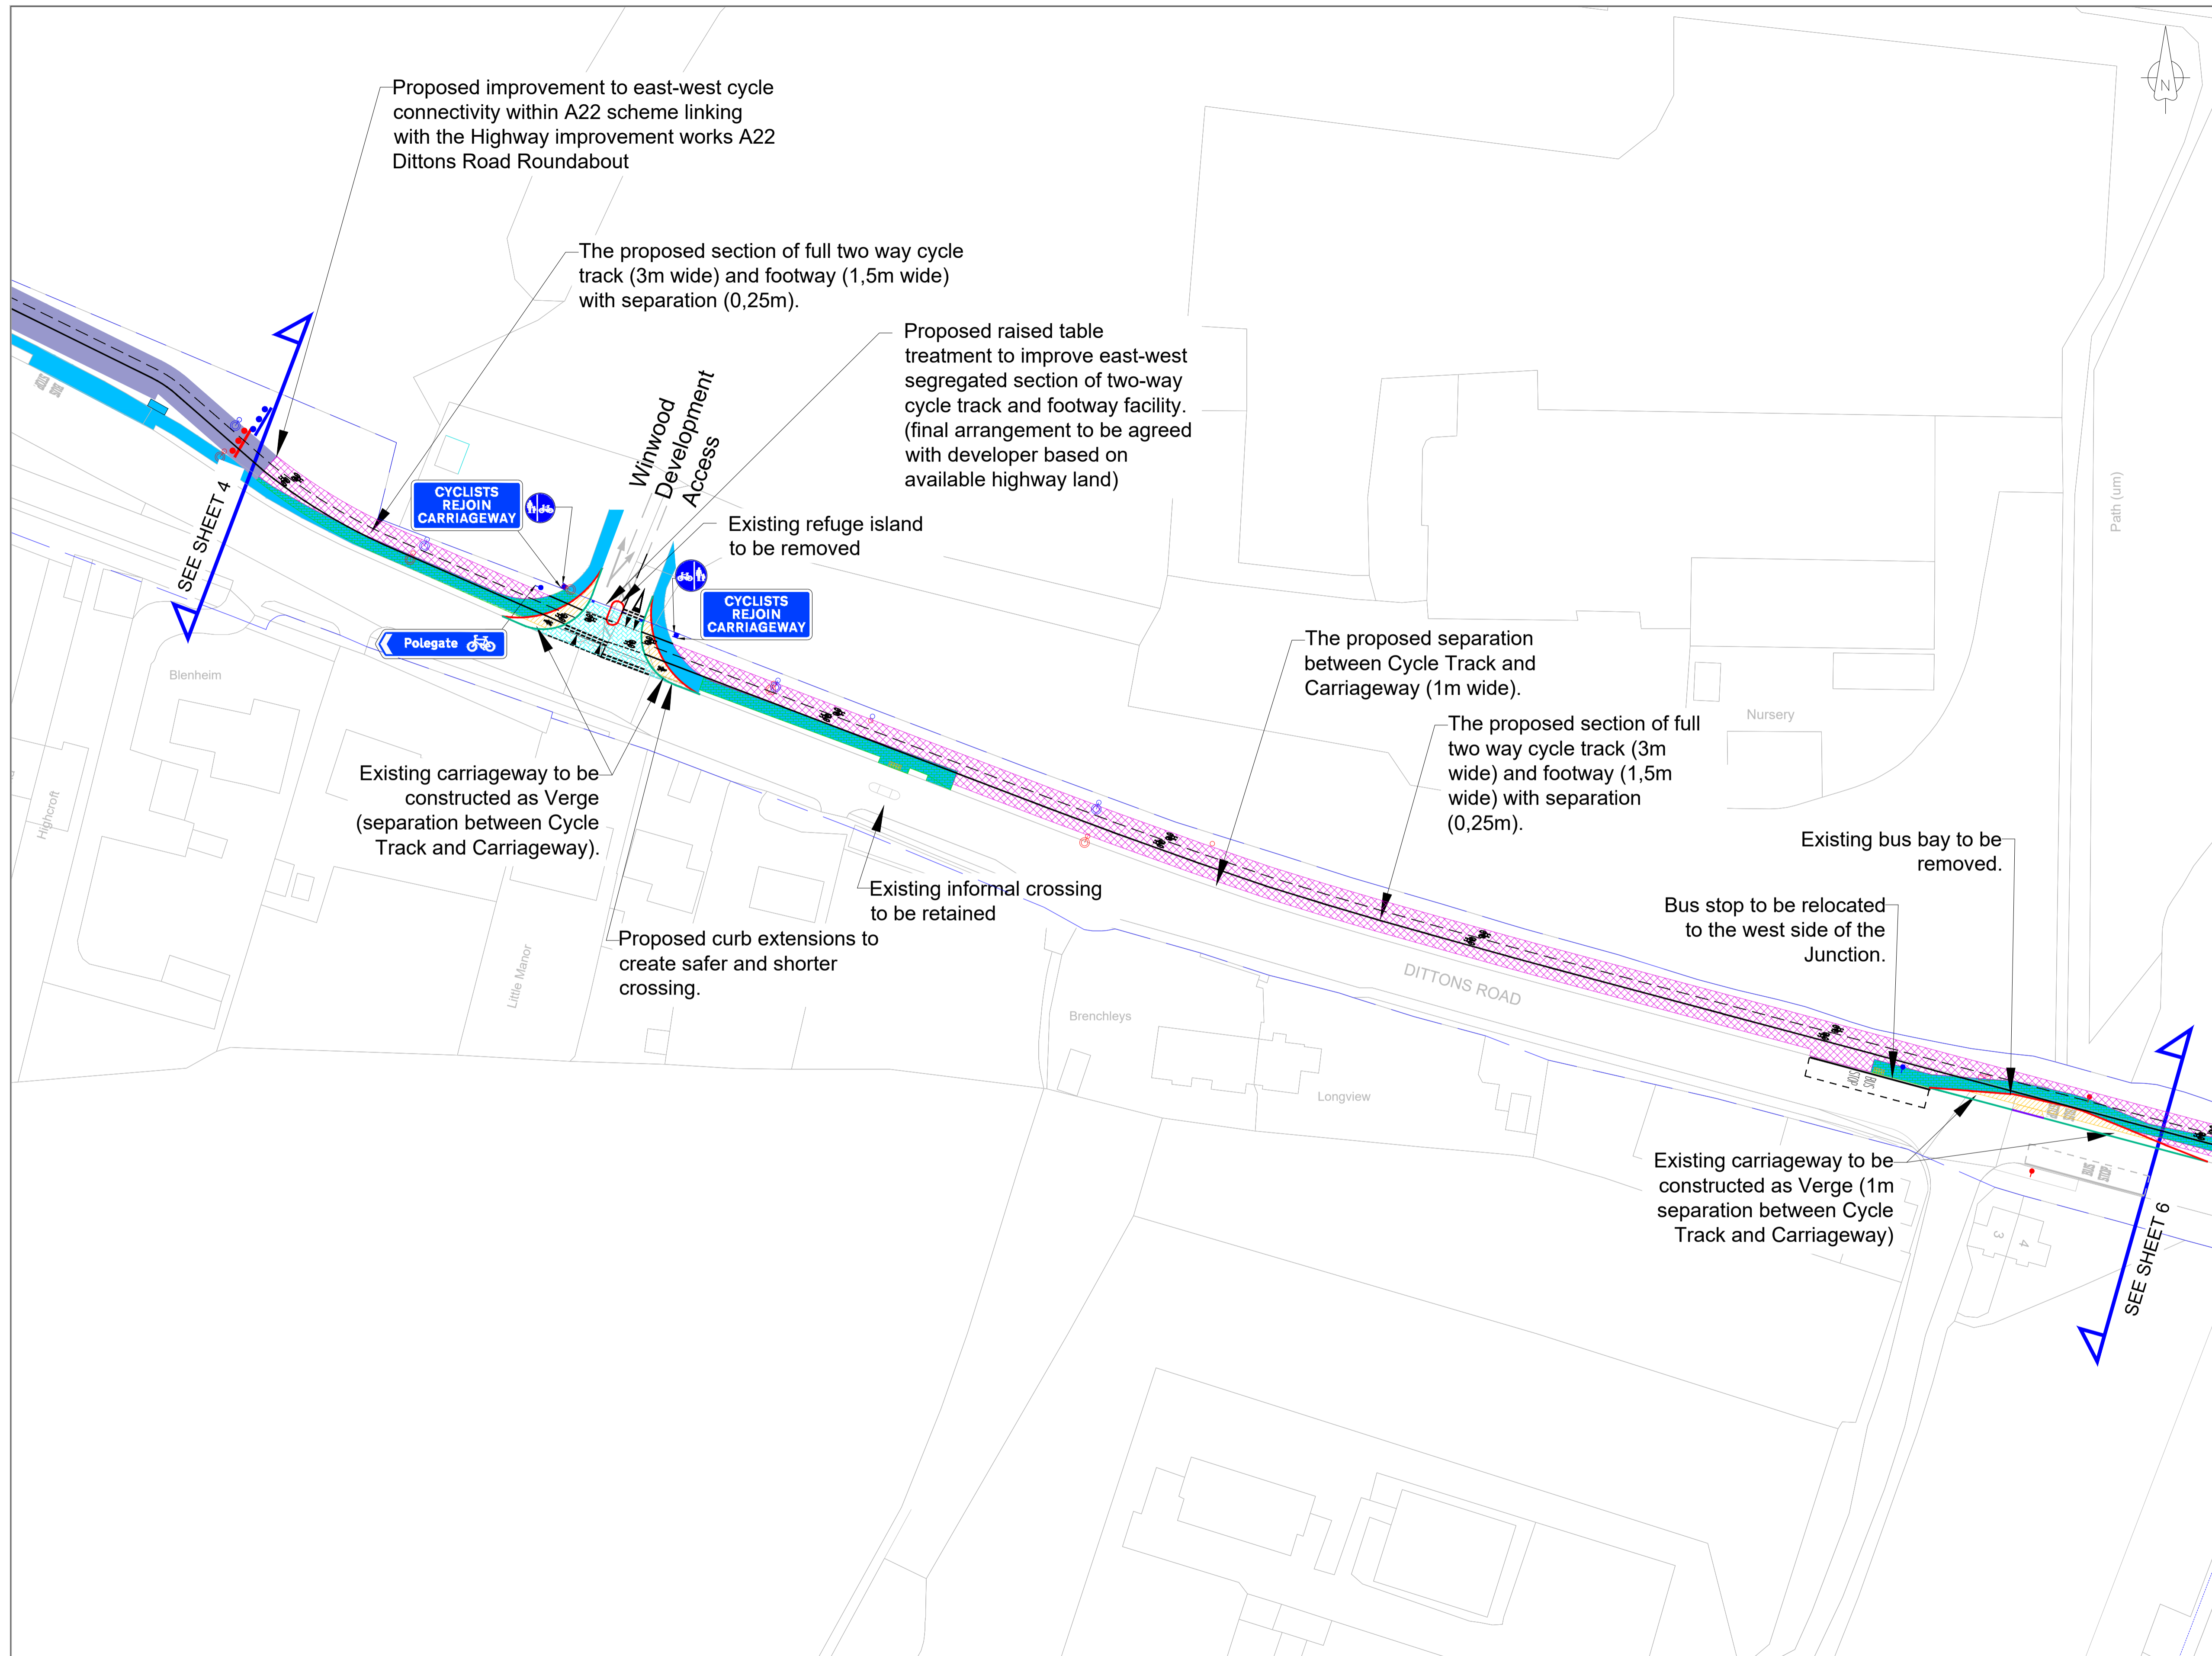 Proposed improvement to east-west cycle
connectivity within A22 scheme linking
with the Highway improvement works A22
Dittons Road Roundabout
N
The proposed section of full two way cycle
track (3m wide) and footway (1,5m wide)
with separation (0,25m).
Proposed raised table
treatment to improve east-west
segregated section of two-way
cycle track and footway facility.
(final arrangement to be agreed
with developer based on
available highway land)
BUS
STOP
Winwood
Development
Access
SEE SHEET 4
CYCLISTS
REJOIN
CARRIAGEWAY
Existing refuge island
to be removed
CYCLISTS
REJOIN
CARRIAGEWAY
Polegate
Path (um)
Blenheim
The proposed separation
between Cycle Track and
Carriageway (1m wide).
Nursery
The proposed section of full
two way cycle track (3m
wide) and footway (1,5m
wide) with separation
(0,25m).
Highcroft
Existing carriageway to be
constructed as Verge
(separation between Cycle
Track and Carriageway).
Existing bus bay to be
removed.
Existing informal crossing
to be retained
Bus stop to be relocated
to the west side of the
Junction.
Proposed curb extensions to
create safer and shorter
crossing.
Little Manor
DITTONS ROAD
Brenchleys
Longview
BUS
STOP
BUS
STOP
Existing carriageway to be
constructed as Verge (1m
separation between Cycle
Track and Carriageway)
BUS
STOP
3
4
SEE SHEET 6